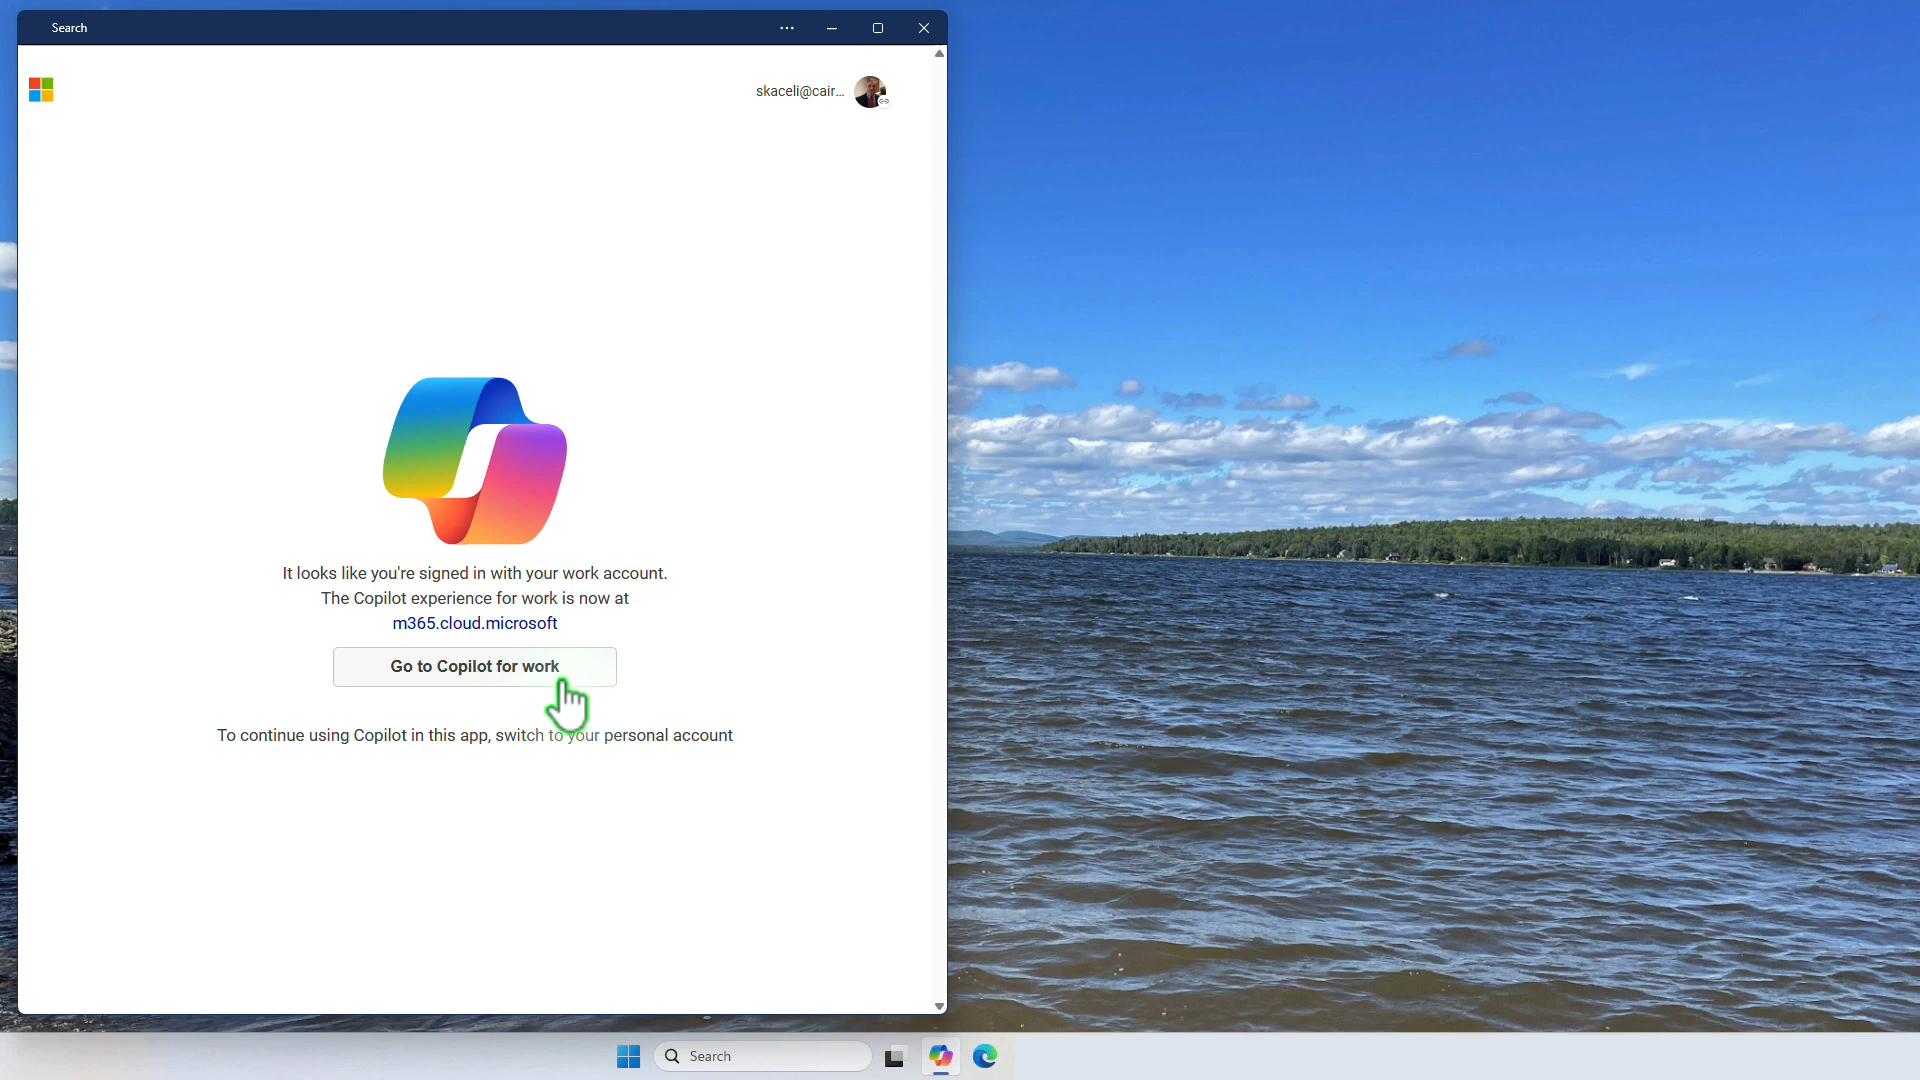 Search
skaceli@cair...
It looks like you're signed in with your work account.
The Copilot experience for work is now at
m365.cloud.microsoft
Go to Copilot for work
To continue using Copilot in this app, switch to your personal account
Search